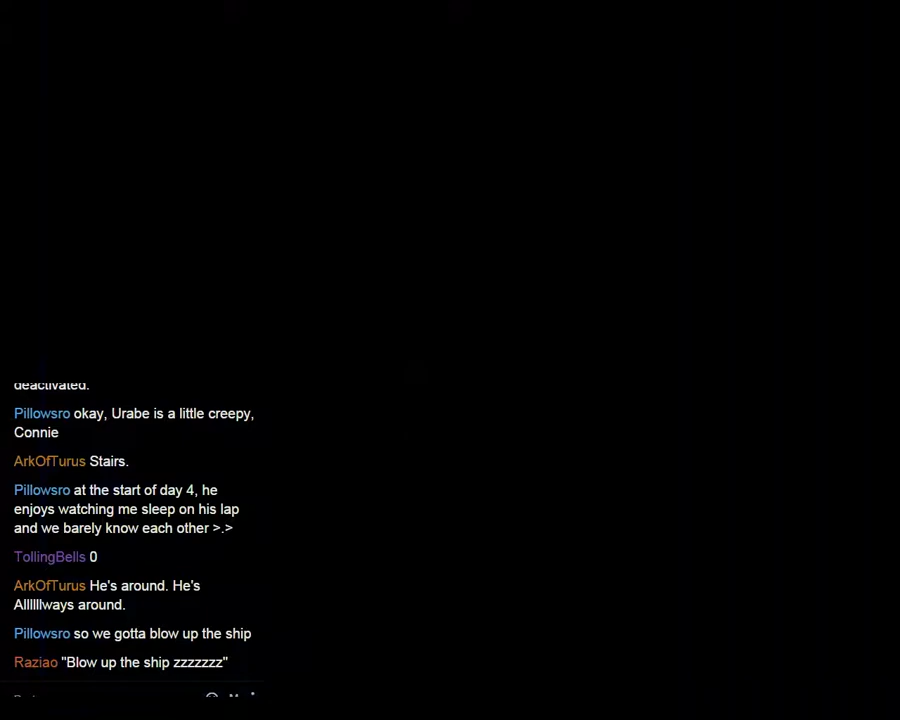 deactivated.
Pillowsro okay, Urabe is a little creepy,
Connie
ArkOfTurus Stairs.
Pillowsro at the start of day 4, he
enjoys watching me sleep on his lap
and we barely know each other >.>
TollingBells 0
ArkOfTurus He's around. He's
Allllllways around.
Pillowsro so we gotta blow up the ship
Raziao "Blow up the ship zzzzzzz"